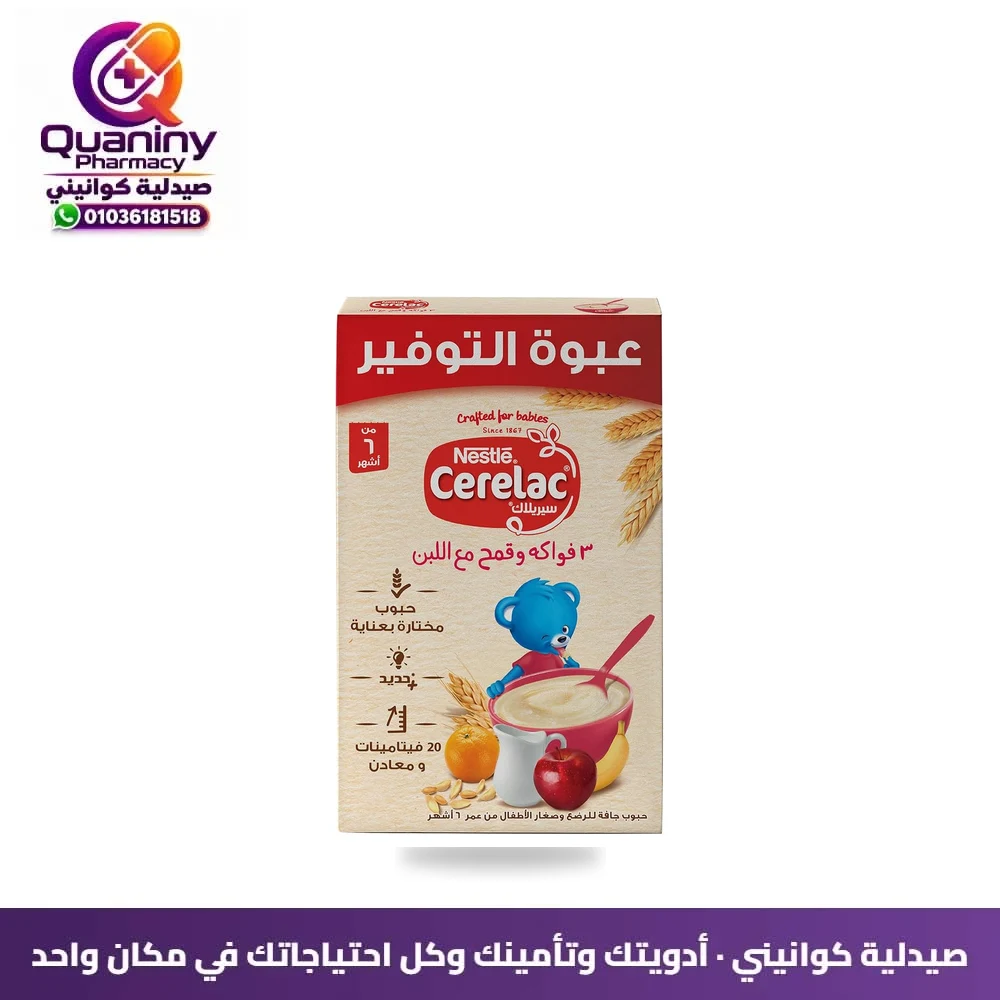 Quaniny
Pharmacy
صيدلية كوانيني
01036181518
Cerelac
عبوة التوفير
Crafted for babies
Since 1867
من
٦
أشهر
Nestlé
Cerelac
سيريلاك
٣ فواكه وقمح مع اللبن
حبوب
مختارة بعناية
حديد+
20 فيتامينات
و معادن
حبوب جافة للرضع وصغار الأطفال من عمر ٦ أشهر
صيدلية كوانيني · أدويتك وتأمينك وكل احتياجاتك في مكان واحد